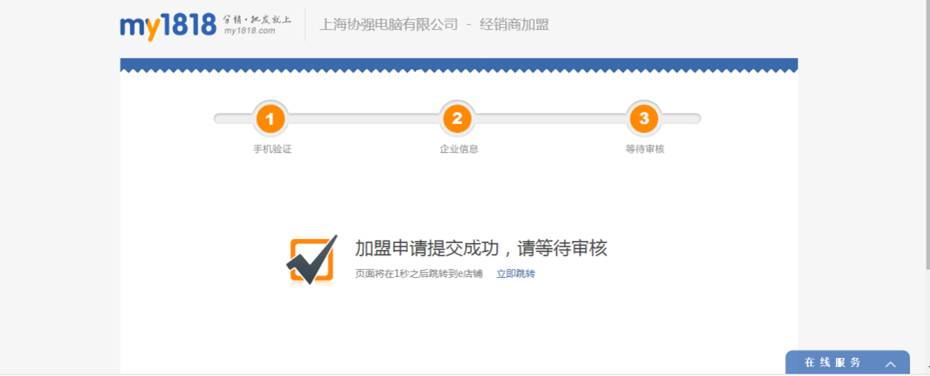 my1818 分销·批发就上
my1818.com
上海协强电脑有限公司 - 经销商加盟
1 2 3
手机验证 企业信息 等待审核
加盟申请提交成功，请等待审核
页面将在1秒之后跳转到e店铺 立即跳转
在线服务